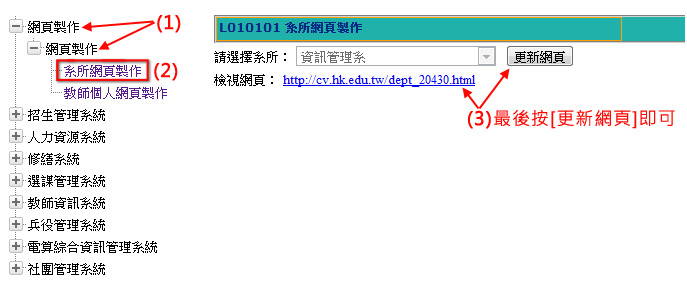 網頁製作
(1)
網頁製作
系所網頁製作
(2)
教師個人網頁製作
招生管理系統
人力資源系統
修繕系統
選課管理系統
教師資訊系統
兵役管理系統
電算綜合資訊管理系統
社團管理系統
L010101 系所網頁製作
請選擇系所： 資訊管理系 更新網頁
檢視網頁： http://cv.hk.edu.tw/dept_20430.html
(3)最後按[更新網頁]即可